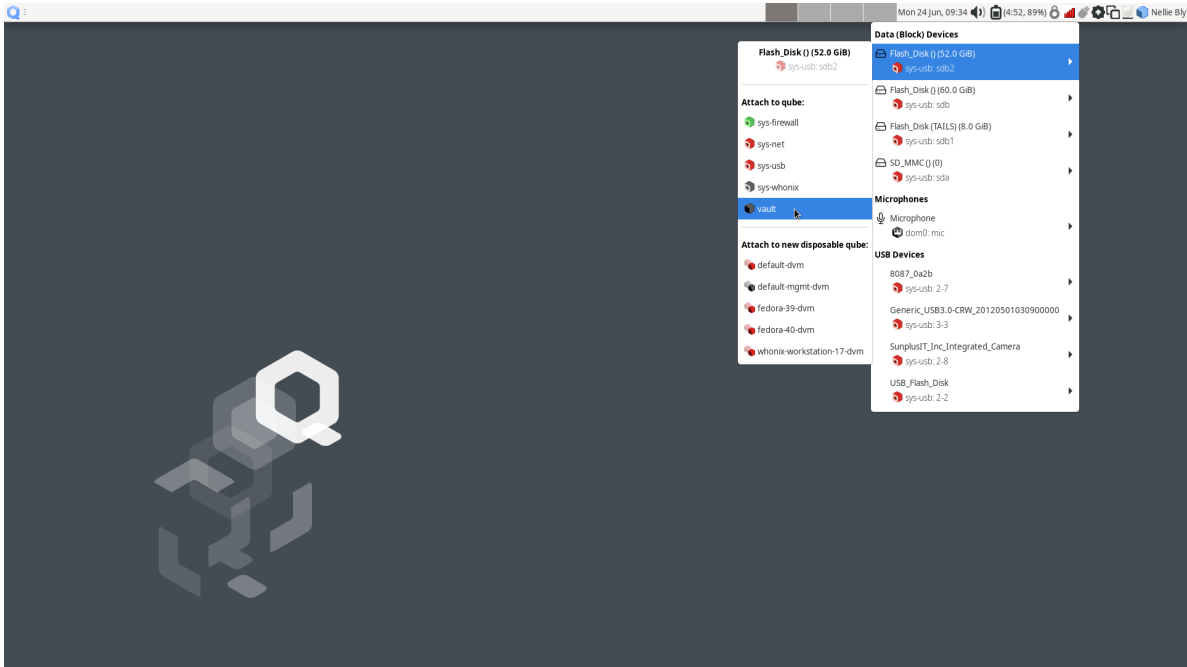 Mon 24 Jun, 09:34 (4:52, 89%) Nellie Bly
Flash_Disk () (52.0 GiB)
sys-usb: sdb2
Attach to qube:
sys-firewall
sys-net
sys-usb
sys-whonix
vault
Attach to new disposable qube:
default-dvm
default-mgmt-dvm
fedora-39-dvm
fedora-40-dvm
whonix-workstation-17-dvm
Data (Block) Devices
Flash_Disk () (52.0 GiB)
sys-usb: sdb2
Flash_Disk () (60.0 GiB)
sys-usb: sdb
Flash_Disk (TAILS) (8.0 GiB)
sys-usb: sdb1
SD_MMC () (0)
sys-usb: sda
Microphones
Microphone
dom0: mic
USB Devices
8087_0a2b
sys-usb: 2-7
Generic_USB3.0-CRW_20120501030900000
sys-usb: 3-3
SunplusIT_Inc_Integrated_Camera
sys-usb: 2-8
USB_Flash_Disk
sys-usb: 2-2